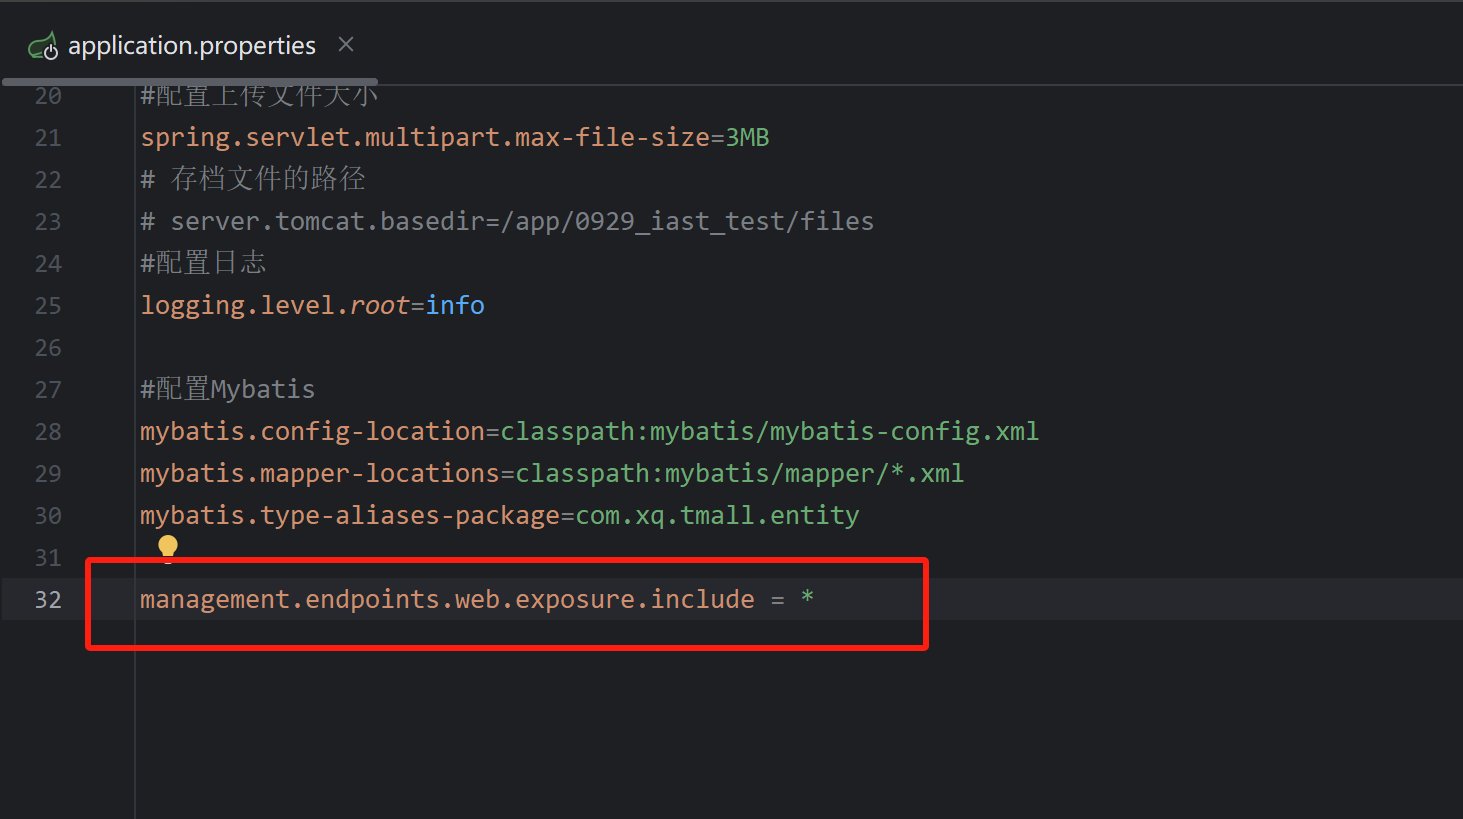 application.properties
20 #配置上传文件大小
21 spring.servlet.multipart.max-file-size=3MB
22 # 存档文件的路径
23 # server.tomcat.basedir=/app/0929_iast_test/files
24 #配置日志
25 logging.level.root=info
26
27 #配置Mybatis
28 mybatis.config-location=classpath:mybatis/mybatis-config.xml
29 mybatis.mapper-locations=classpath:mybatis/mapper/*.xml
30 mybatis.type-aliases-package=com.xq.tmall.entity
31
32 management.endpoints.web.exposure.include = *